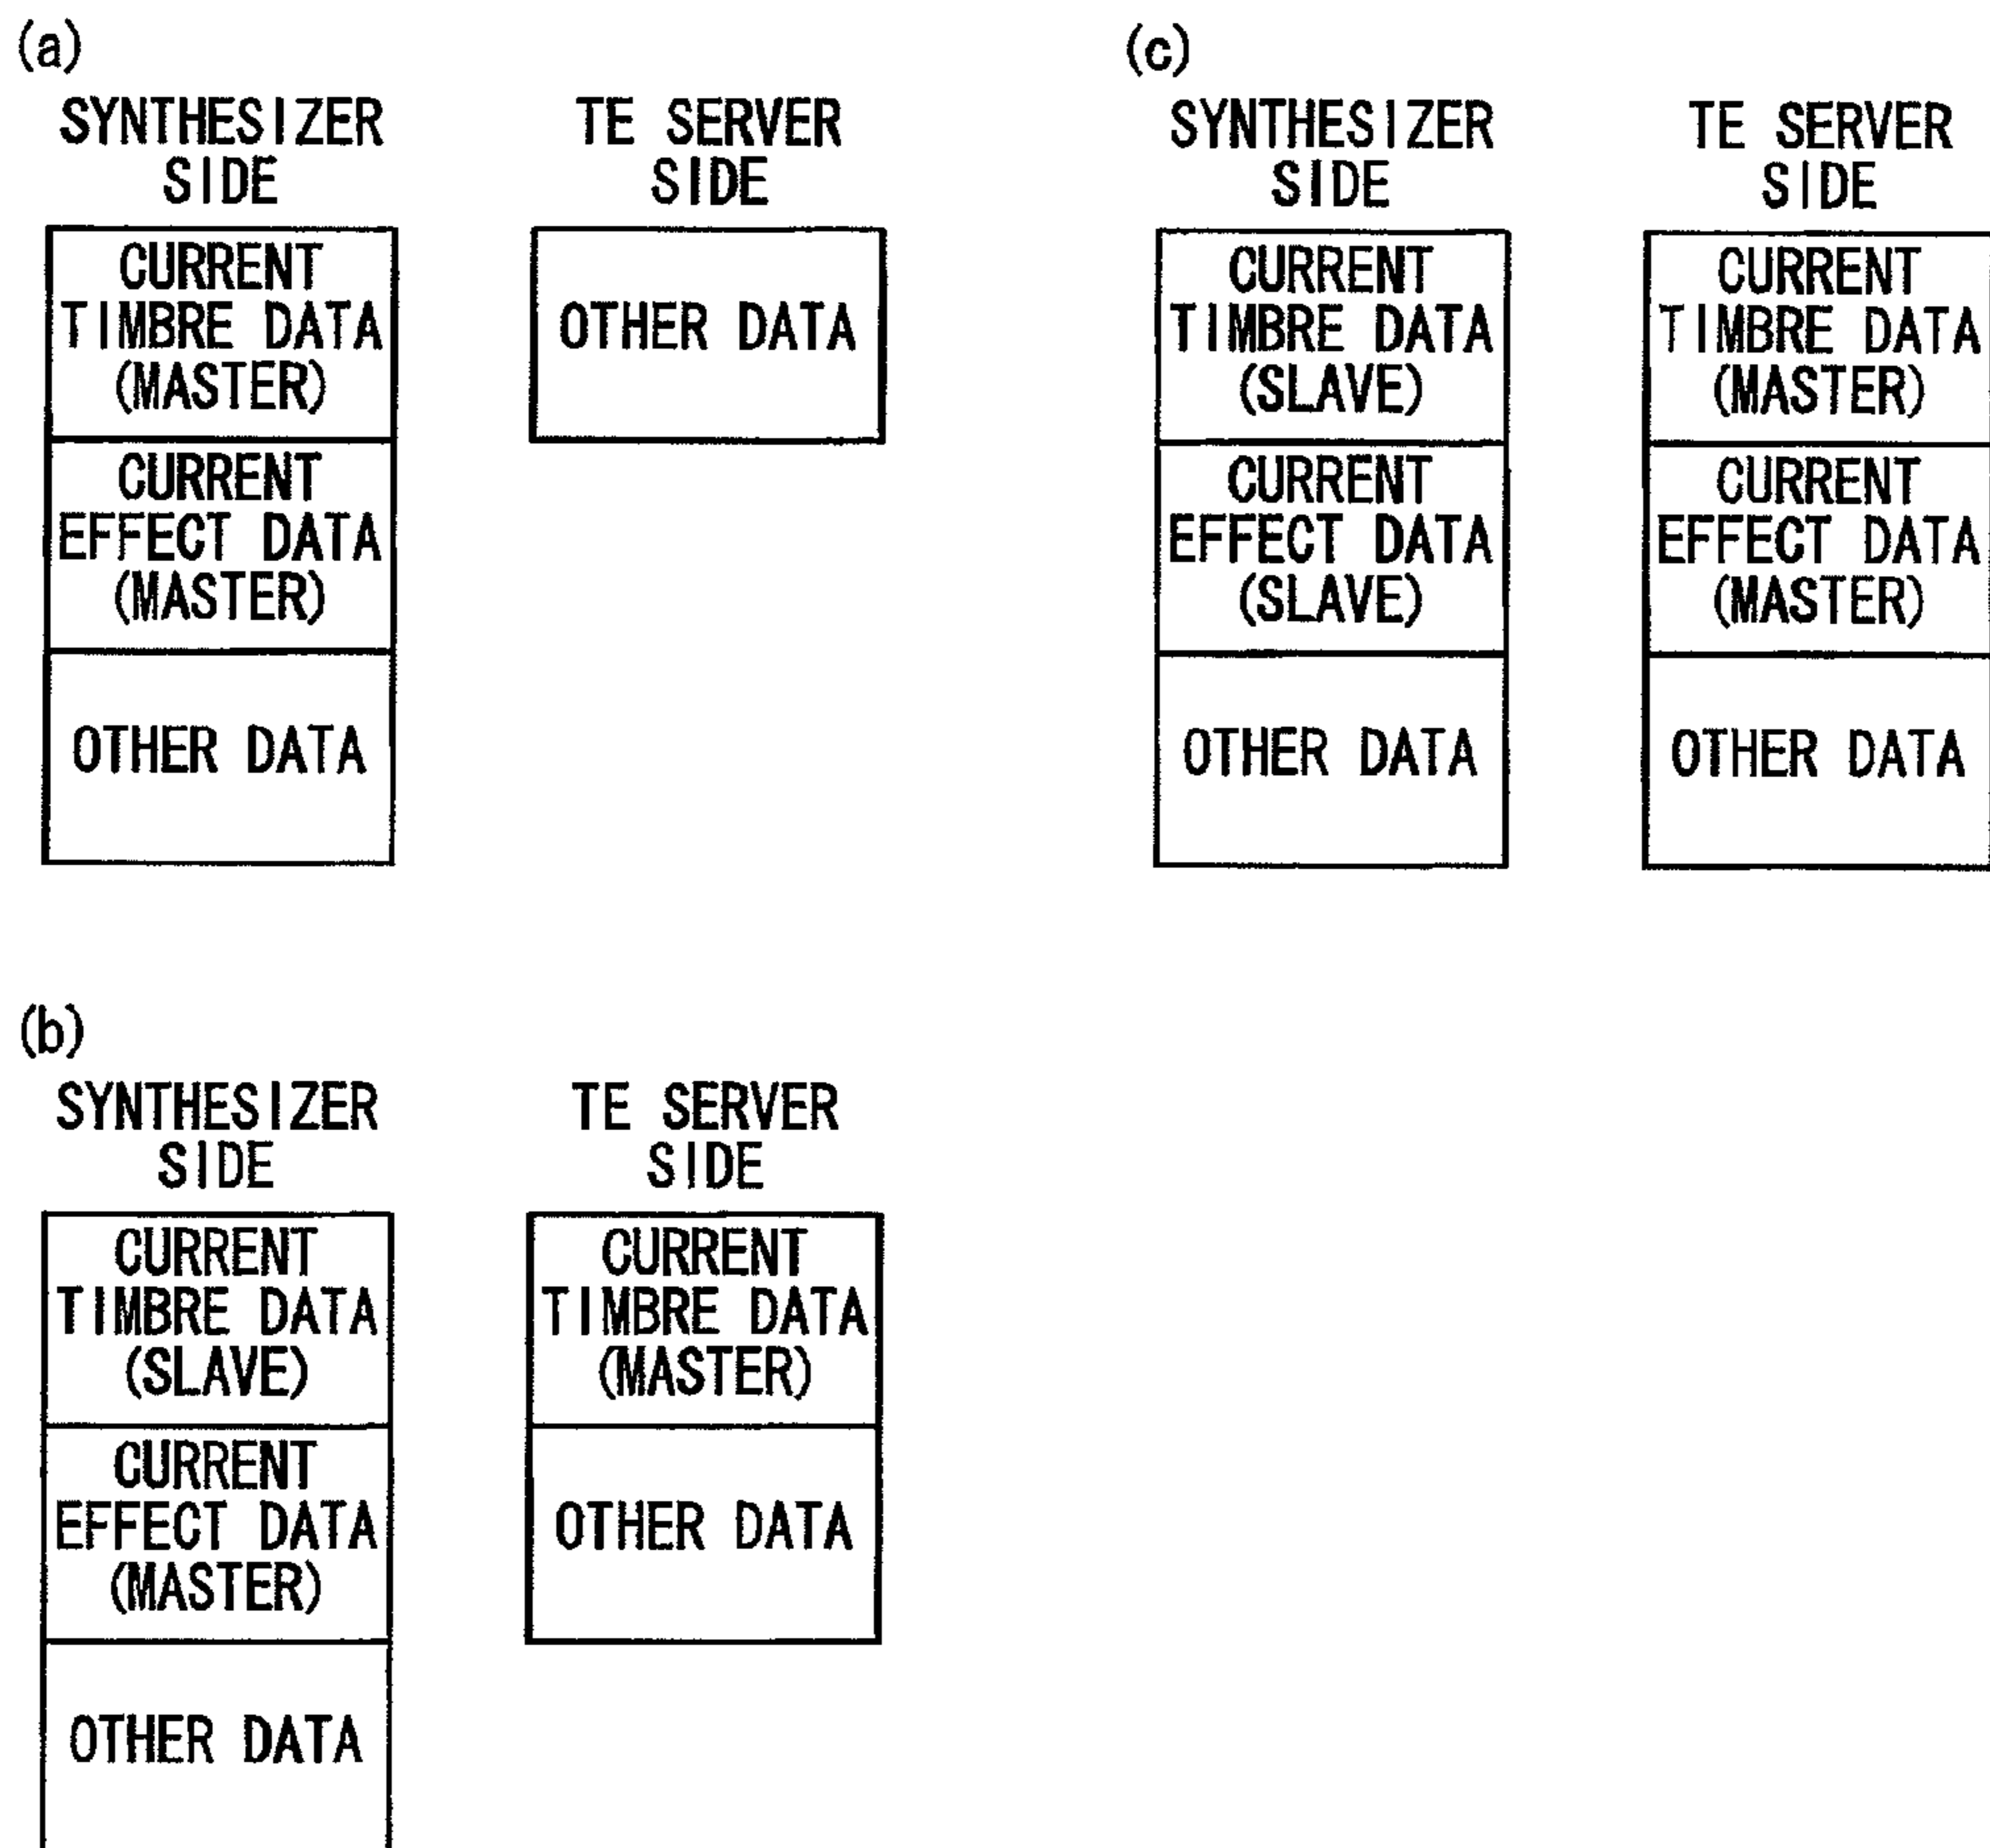 (a)
SYNTHESIZER
SIDE
CURRENT
TIMBRE DATA
(MASTER)
CURRENT
EFFECT DATA
(MASTER)
OTHER DATA
TE SERVER
SIDE
OTHER DATA
(c)
SYNTHESIZER
SIDE
CURRENT
TIMBRE DATA
(SLAVE)
CURRENT
EFFECT DATA
(SLAVE)
OTHER DATA
TE SERVER
SIDE
CURRENT
TIMBRE DATA
(MASTER)
CURRENT
EFFECT DATA
(MASTER)
OTHER DATA
(b)
SYNTHESIZER
SIDE
CURRENT
TIMBRE DATA
(SLAVE)
CURRENT
EFFECT DATA
(MASTER)
OTHER DATA
TE SERVER
SIDE
CURRENT
TIMBRE DATA
(MASTER)
OTHER DATA